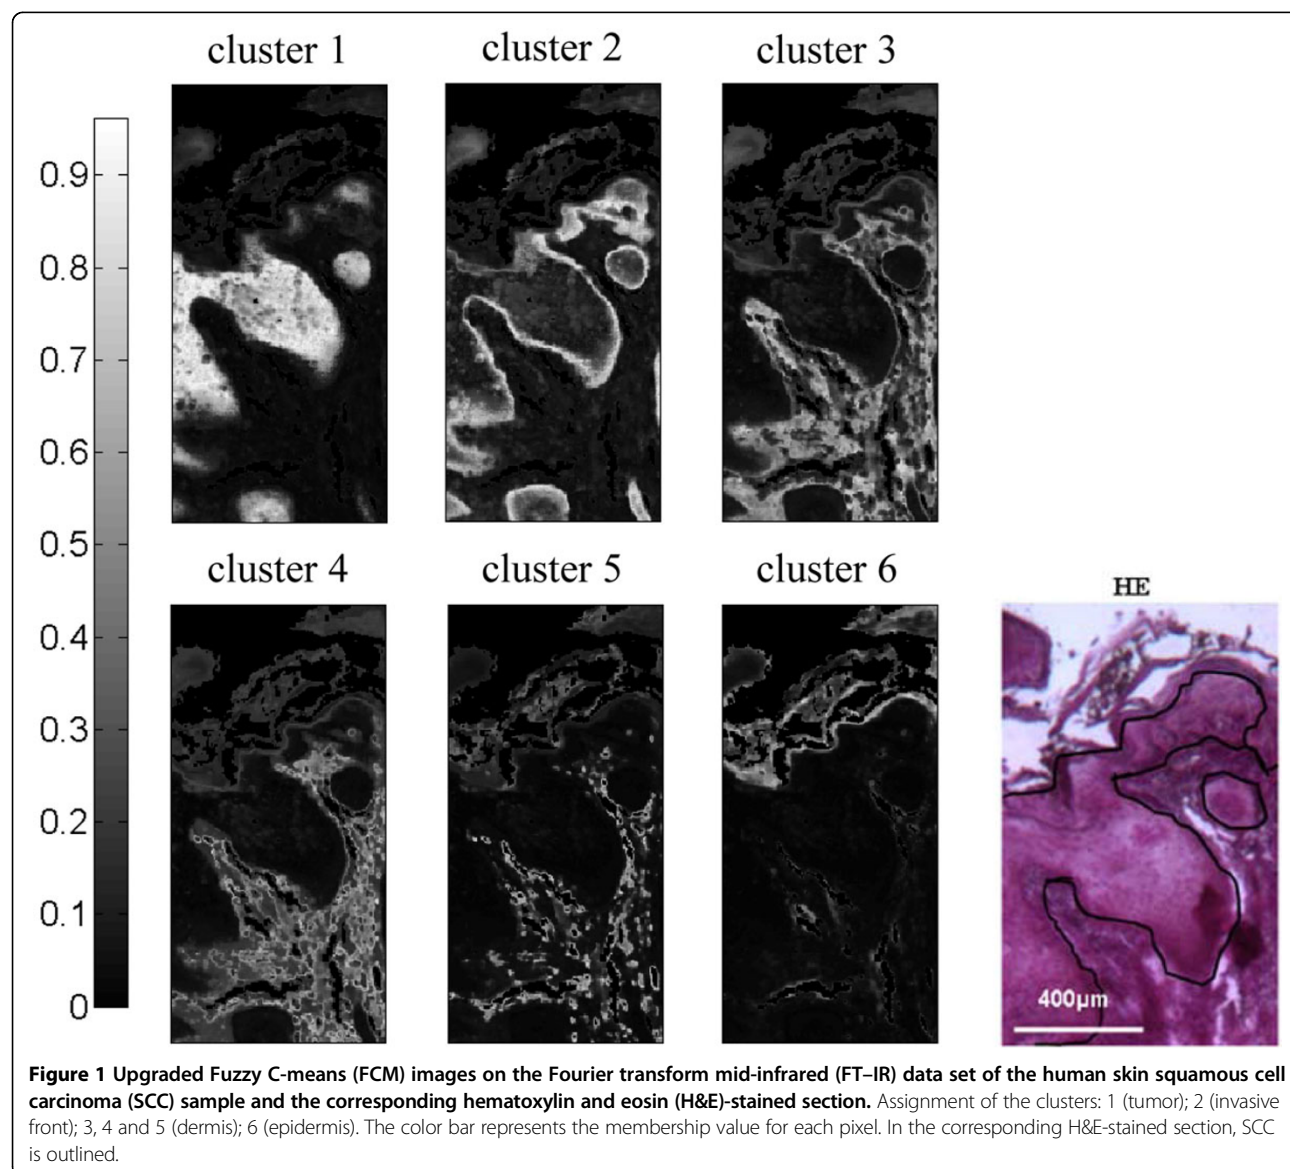 cluster 1
cluster 2
cluster 3
0.9
0.8
0.7
0.6
0.5
0.4
0.3
0.2
0.1
0
cluster 4
cluster 5
cluster 6
HE
400µm
Figure 1 Upgraded Fuzzy C-means (FCM) images on the Fourier transform mid-infrared (FT–IR) data set of the human skin squamous cell
carcinoma (SCC) sample and the corresponding hematoxylin and eosin (H&E)-stained section. Assignment of the clusters: 1 (tumor); 2 (invasive
front); 3, 4 and 5 (dermis); 6 (epidermis). The color bar represents the membership value for each pixel. In the corresponding H&E-stained section, SCC
is outlined.